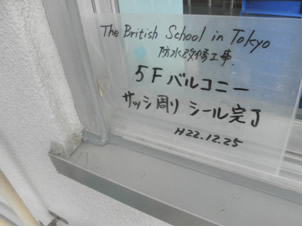 The British School in Tokyo
防水改修工事
5F バルコニー
サッシ周り シール完了
H22.12.25